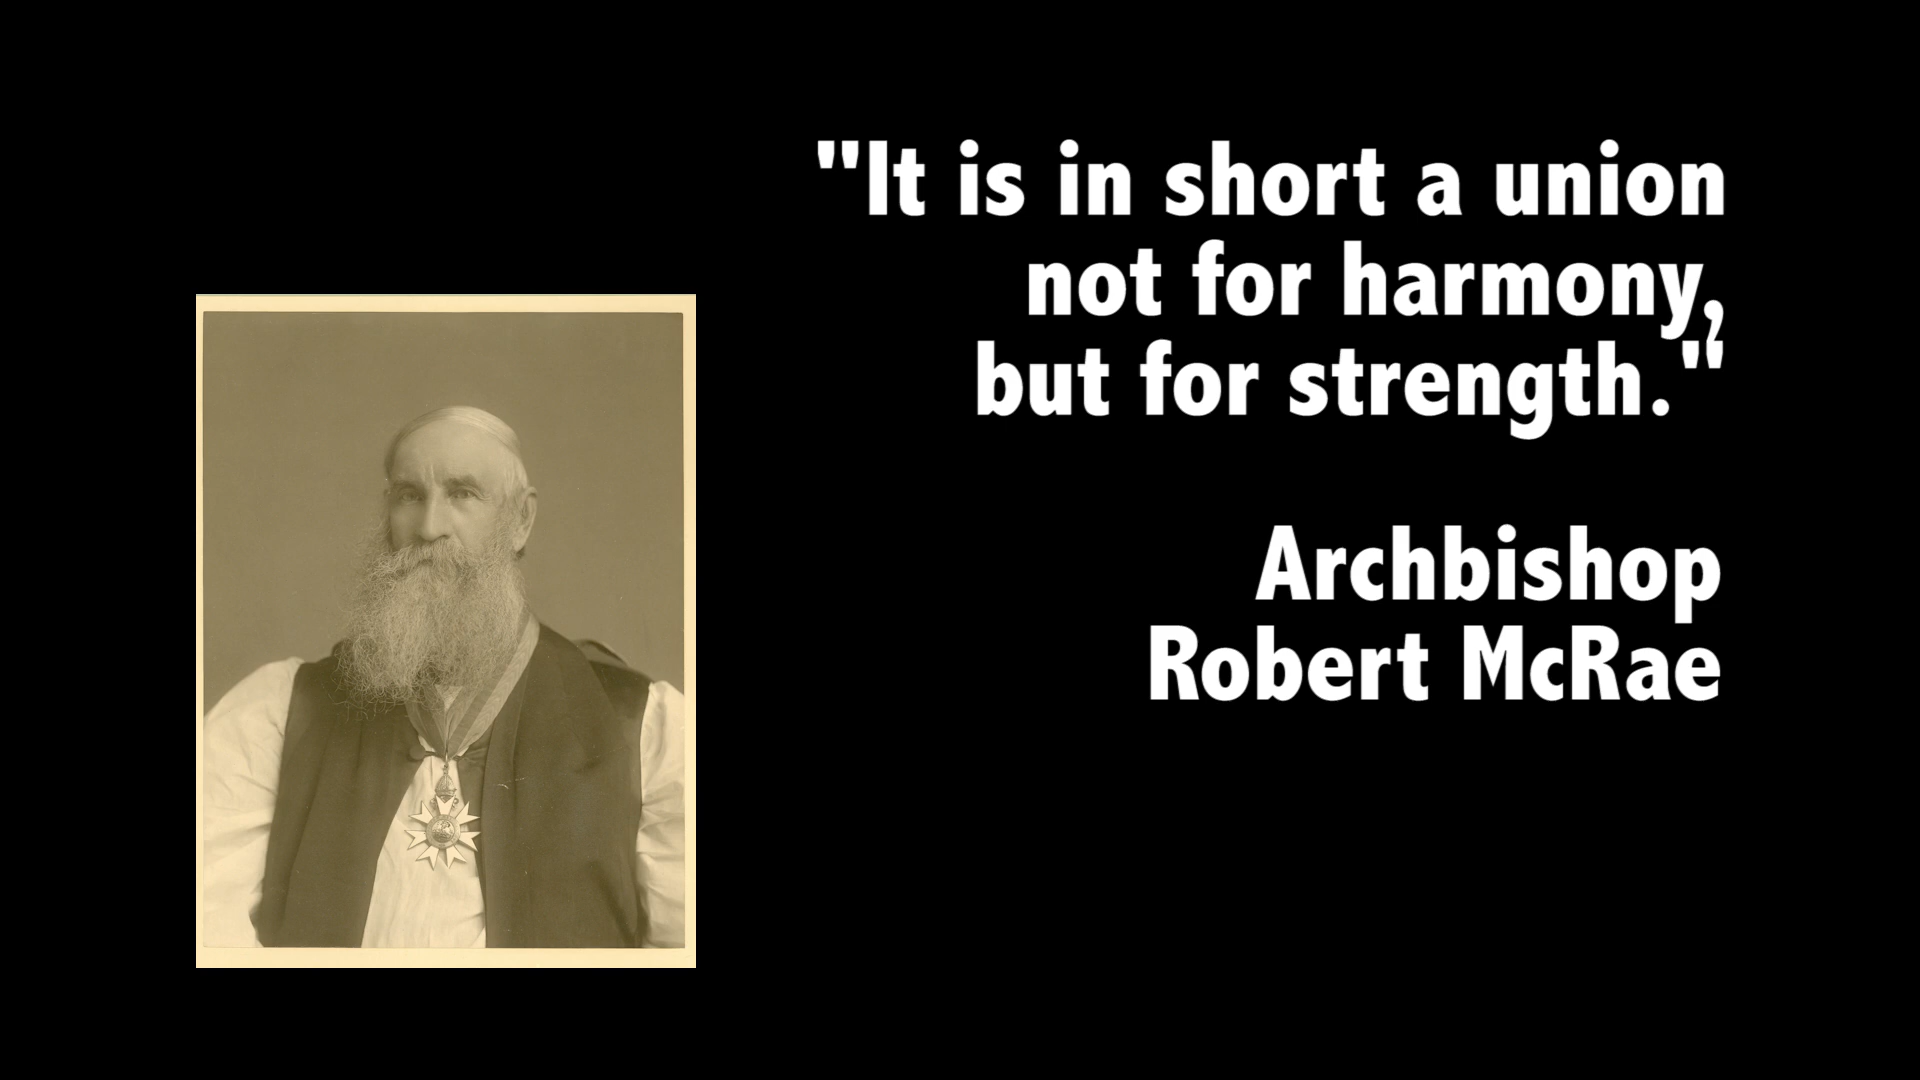 "It is in short a union
not for harmony,
but for strength."
Archbishop
Robert McRae